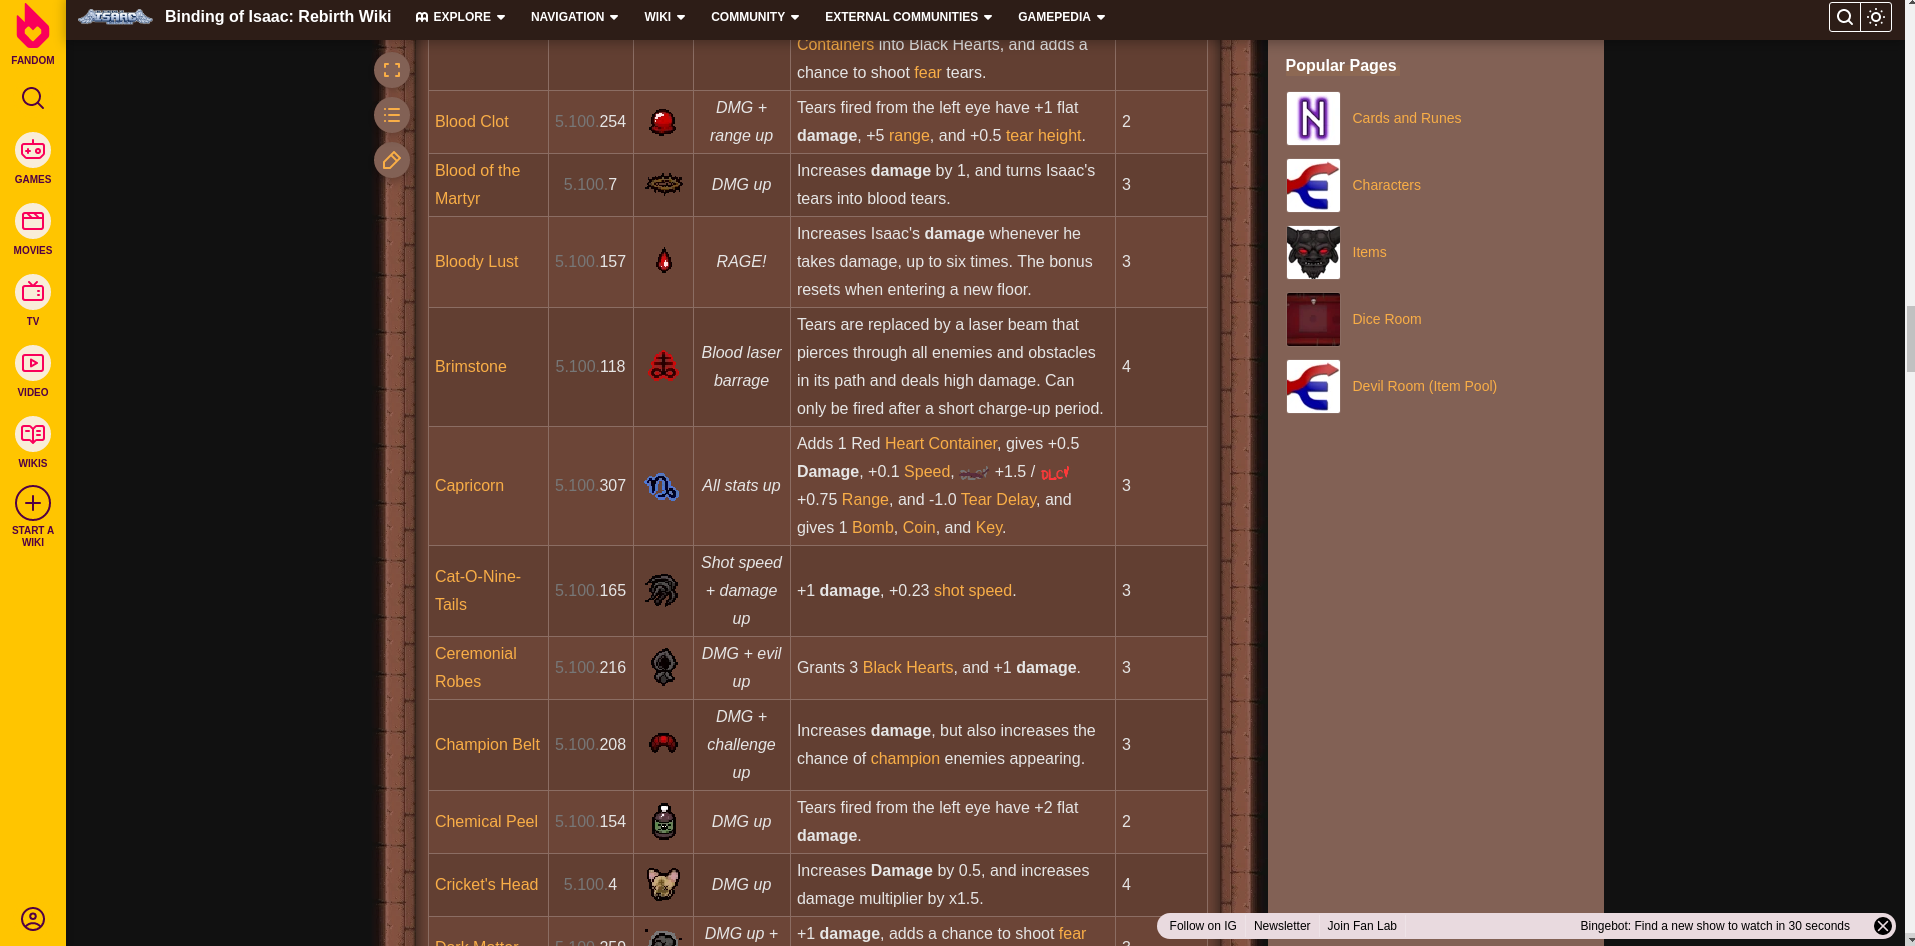 Binding of Isaac: Rebirth Wiki
EXPLORE
NAVIGATION
WIKI
COMMUNITY
EXTERNAL COMMUNITIES
GAMEPEDIA
FANDOM
GAMES
MOVIES
TV
VIDEO
WIKIS
START A
WIKI
Containers into Black Hearts, and adds a
chance to shoot fear tears.
Blood Clot
5.100.254
DMG +
range up
Tears fired from the left eye have +1 flat
damage, +5 range, and +0.5 tear height.
2
Blood of the
Martyr
5.100.7
DMG up
Increases damage by 1, and turns Isaac's
tears into blood tears.
3
Bloody Lust
5.100.157
RAGE!
Increases Isaac's damage whenever he
takes damage, up to six times. The bonus
resets when entering a new floor.
3
Brimstone
5.100.118
Blood laser
barrage
Tears are replaced by a laser beam that
pierces through all enemies and obstacles
in its path and deals high damage. Can
only be fired after a short charge-up period.
4
Capricorn
5.100.307
All stats up
Adds 1 Red Heart Container, gives +0.5
Damage, +0.1 Speed, +1.5 / DLC
+0.75 Range, and -1.0 Tear Delay, and
gives 1 Bomb, Coin, and Key.
3
Cat-O-Nine-
Tails
5.100.165
Shot speed
+ damage
up
+1 damage, +0.23 shot speed.
3
Ceremonial
Robes
5.100.216
DMG + evil
up
Grants 3 Black Hearts, and +1 damage.
3
Champion Belt
5.100.208
DMG +
challenge
up
Increases damage, but also increases the
chance of champion enemies appearing.
3
Chemical Peel
5.100.154
DMG up
Tears fired from the left eye have +2 flat
damage.
2
Cricket's Head
5.100.4
DMG up
Increases Damage by 0.5, and increases
damage multiplier by x1.5.
4
Dark Matter
5.100.259
DMG up +
+1 damage, adds a chance to shoot fear
3
Popular Pages
Cards and Runes
Characters
Items
Dice Room
Devil Room (Item Pool)
Follow on IG
Newsletter
Join Fan Lab
Bingebot: Find a new show to watch in 30 seconds